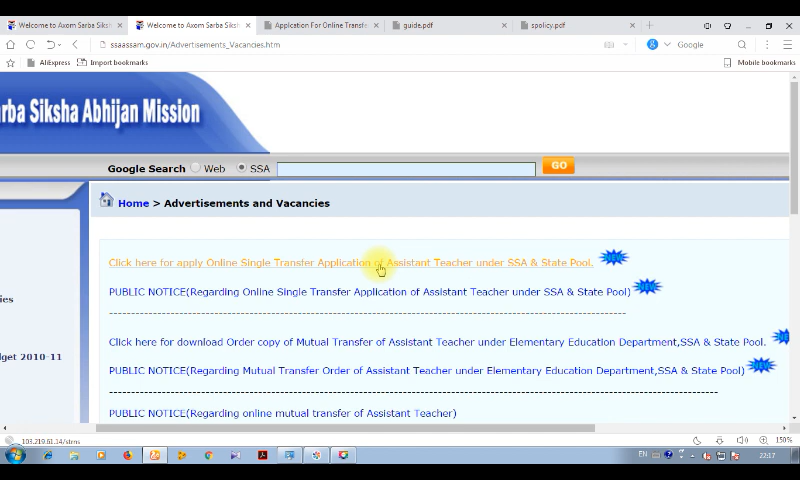 Welcome to Axom Sarba Siksh
Welcome to Axom Sarba Siksh
Application For Online Transfe
guide.pdf
spolicy.pdf
ssaassam.gov.in/Advertisements_Vacancies.htm
Google
AliExpress
Import bookmarks
Mobile bookmarks
arba Siksha Abhijan Mission
Google Search
Web
SSA
GO
Home > Advertisements and Vacancies
Click here for apply Online Single Transfer Application of Assistant Teacher under SSA & State Pool.
PUBLIC NOTICE(Regarding Online Single Transfer Application of Assistant Teacher under SSA & State Pool)
------------------------------------------------------------
ies
Click here for download Order copy of Mutual Transfer of Assistant Teacher under Elementary Education Department,SSA & State Pool.
dget 2010-11
PUBLIC NOTICE(Regarding Mutual Transfer Order of Assistant Teacher under Elementary Education Department,SSA & State Pool)
------------------------------------------------------------
PUBLIC NOTICE(Regarding online mutual transfer of Assistant Teacher)
103.219.61.14/stms
150%
EN
22:17